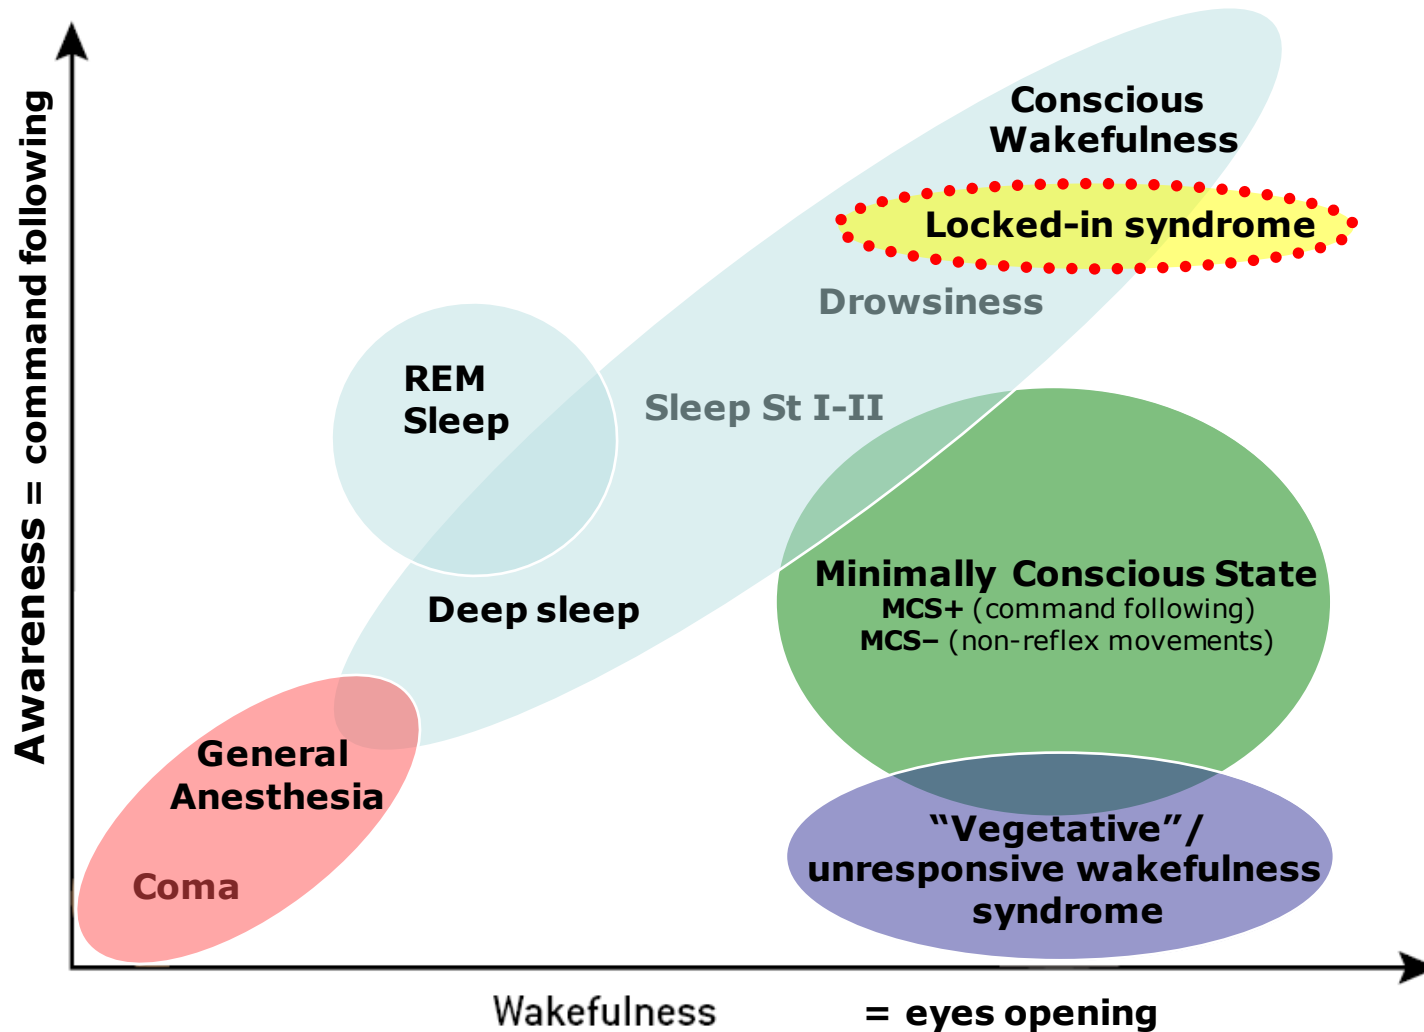 Awareness = command following
Conscious
Wakefulness
Locked-in syndrome
Drowsiness
REM
Sleep
Sleep St I-II
Deep sleep
Minimally Conscious State
MCS+ (command following)
MCS– (non-reflex movements)
General
Anesthesia
Coma
“Vegetative”/
unresponsive wakefulness
syndrome
Wakefulness = eyes opening